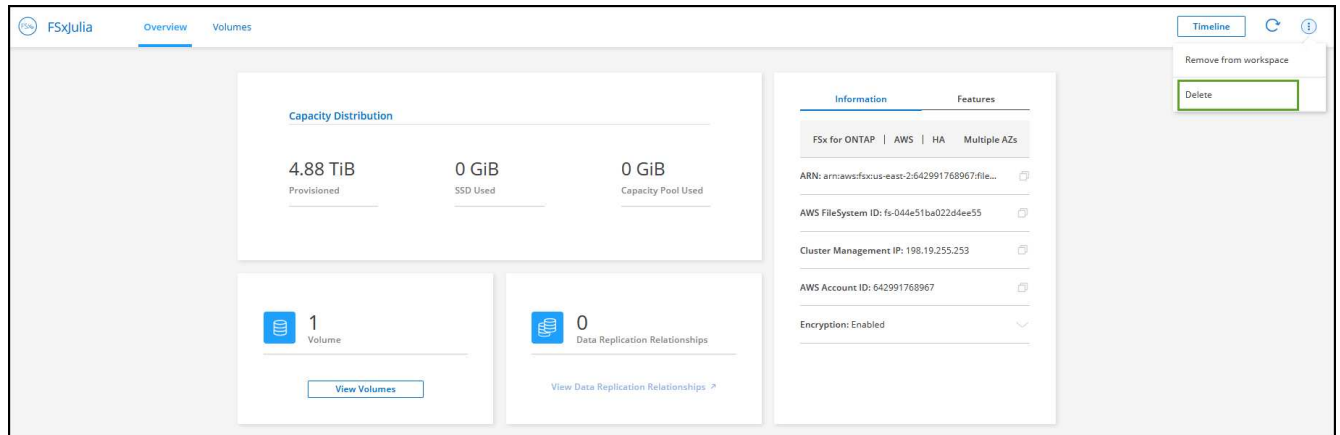 FSxN FSxJulia Overview Volumes Timeline
Remove from workspace
Delete
Capacity Distribution
4.88 TiB 0 GiB 0 GiB
Provisioned SSD Used Capacity Pool Used
1
Volume
View Volumes
0
Data Replication Relationships
View Data Replication Relationships
Information Features
FSx for ONTAP | AWS | HA Multiple AZs
ARN: arn:aws:fsx:us-east-2:642991768967:file...
AWS FileSystem ID: fs-044e51ba022d4ee55
Cluster Management IP: 198.19.255.253
AWS Account ID: 642991768967
Encryption: Enabled